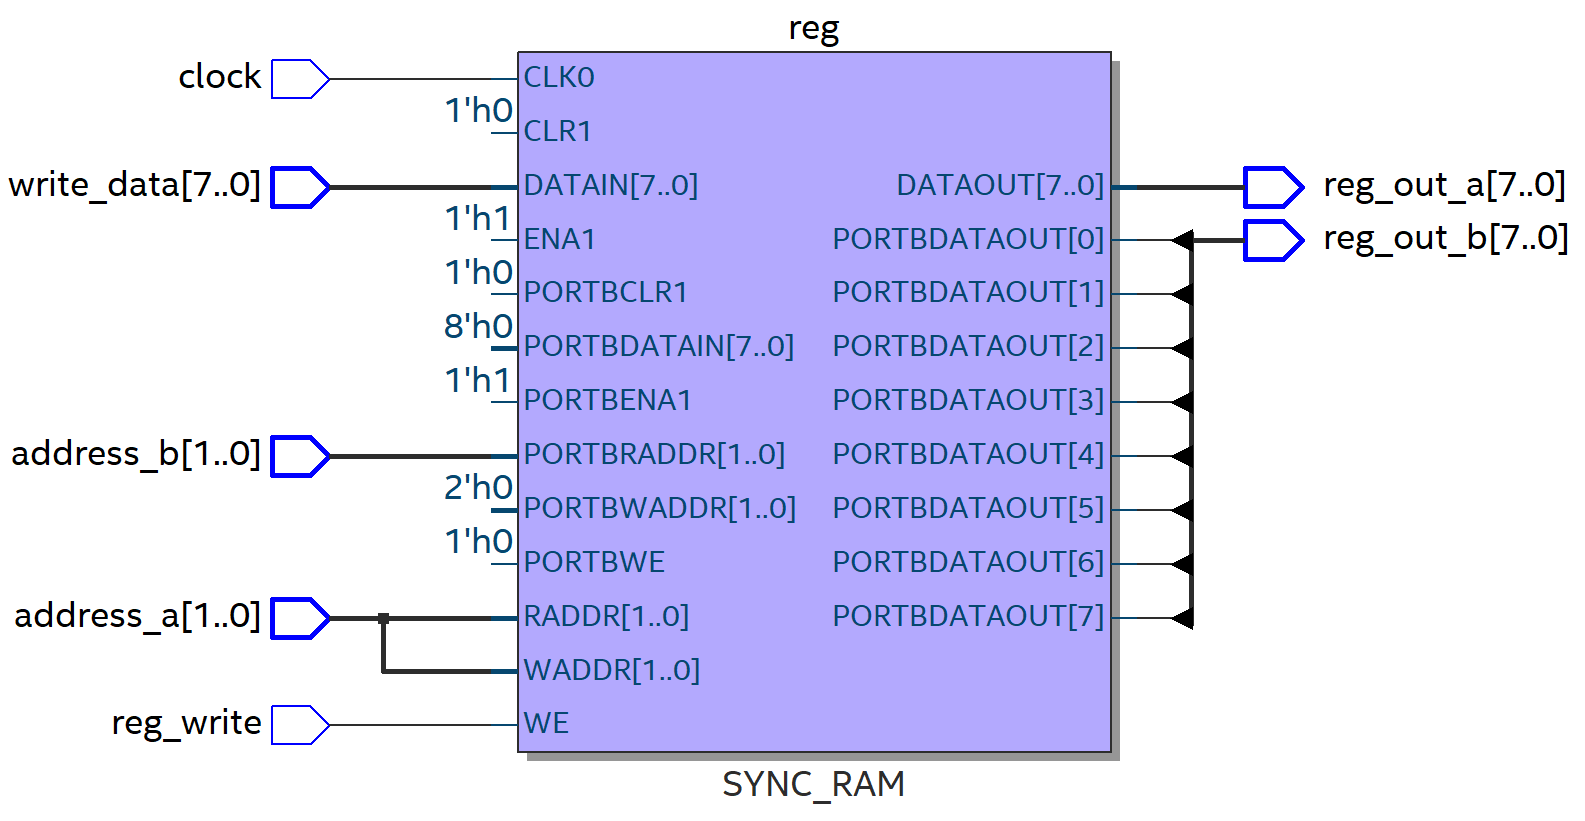 reg
clock
CLK0
1'h0
CLR1
write_data[7..0]
DATAIN[7..0]
DATAOUT[7..0]
reg_out_a[7..0]
1'h1
ENA1
PORTBDATAOUT[0]
reg_out_b[7..0]
1'h0
PORTBCLR1
PORTBDATAOUT[1]
8'h0
PORTBDATAIN[7..0]
PORTBDATAOUT[2]
1'h1
PORTBENA1
PORTBDATAOUT[3]
address_b[1..0]
PORTBRADDR[1..0]
PORTBDATAOUT[4]
2'h0
PORTBWADDR[1..0]
PORTBDATAOUT[5]
1'h0
PORTBWE
PORTBDATAOUT[6]
address_a[1..0]
RADDR[1..0]
PORTBDATAOUT[7]
WADDR[1..0]
reg_write
WE
SYNC_RAM